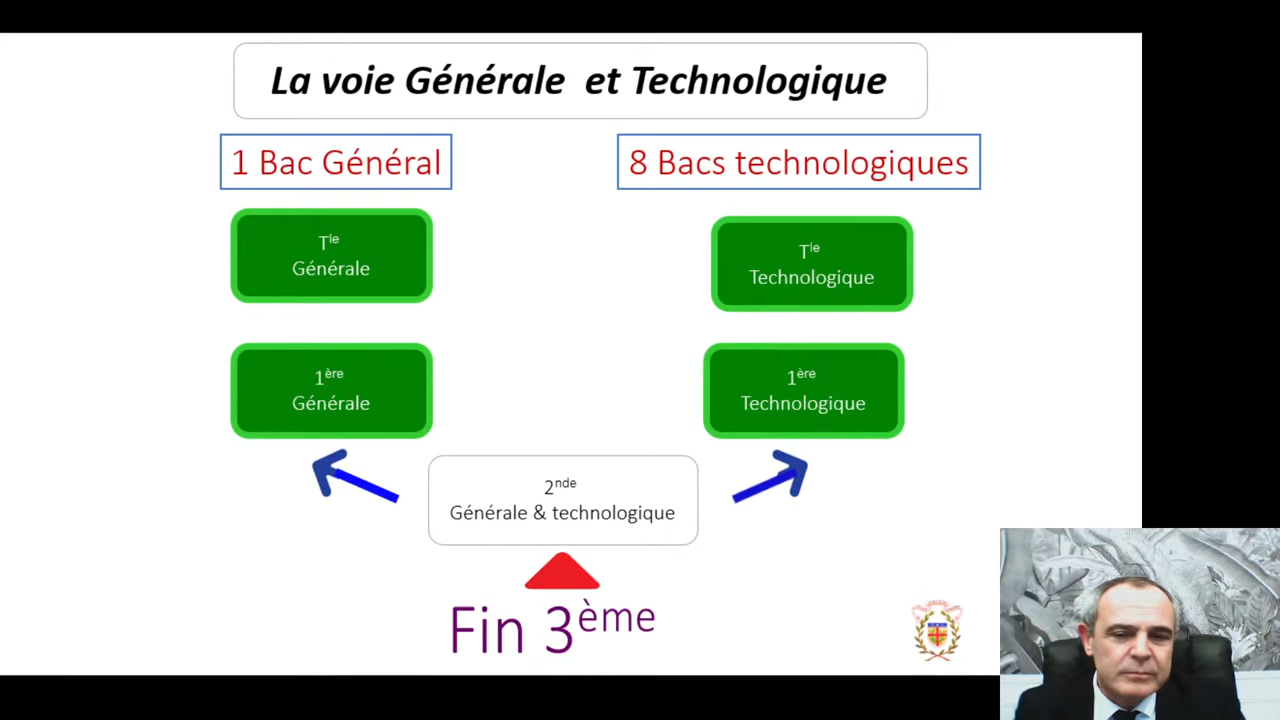 La voie Générale et Technologique
1 Bac Général
8 Bacs technologiques
Tle
Générale
Tle
Technologique
1ère
Générale
1ère
Technologique
2nde
Générale & technologique
Fin 3ème